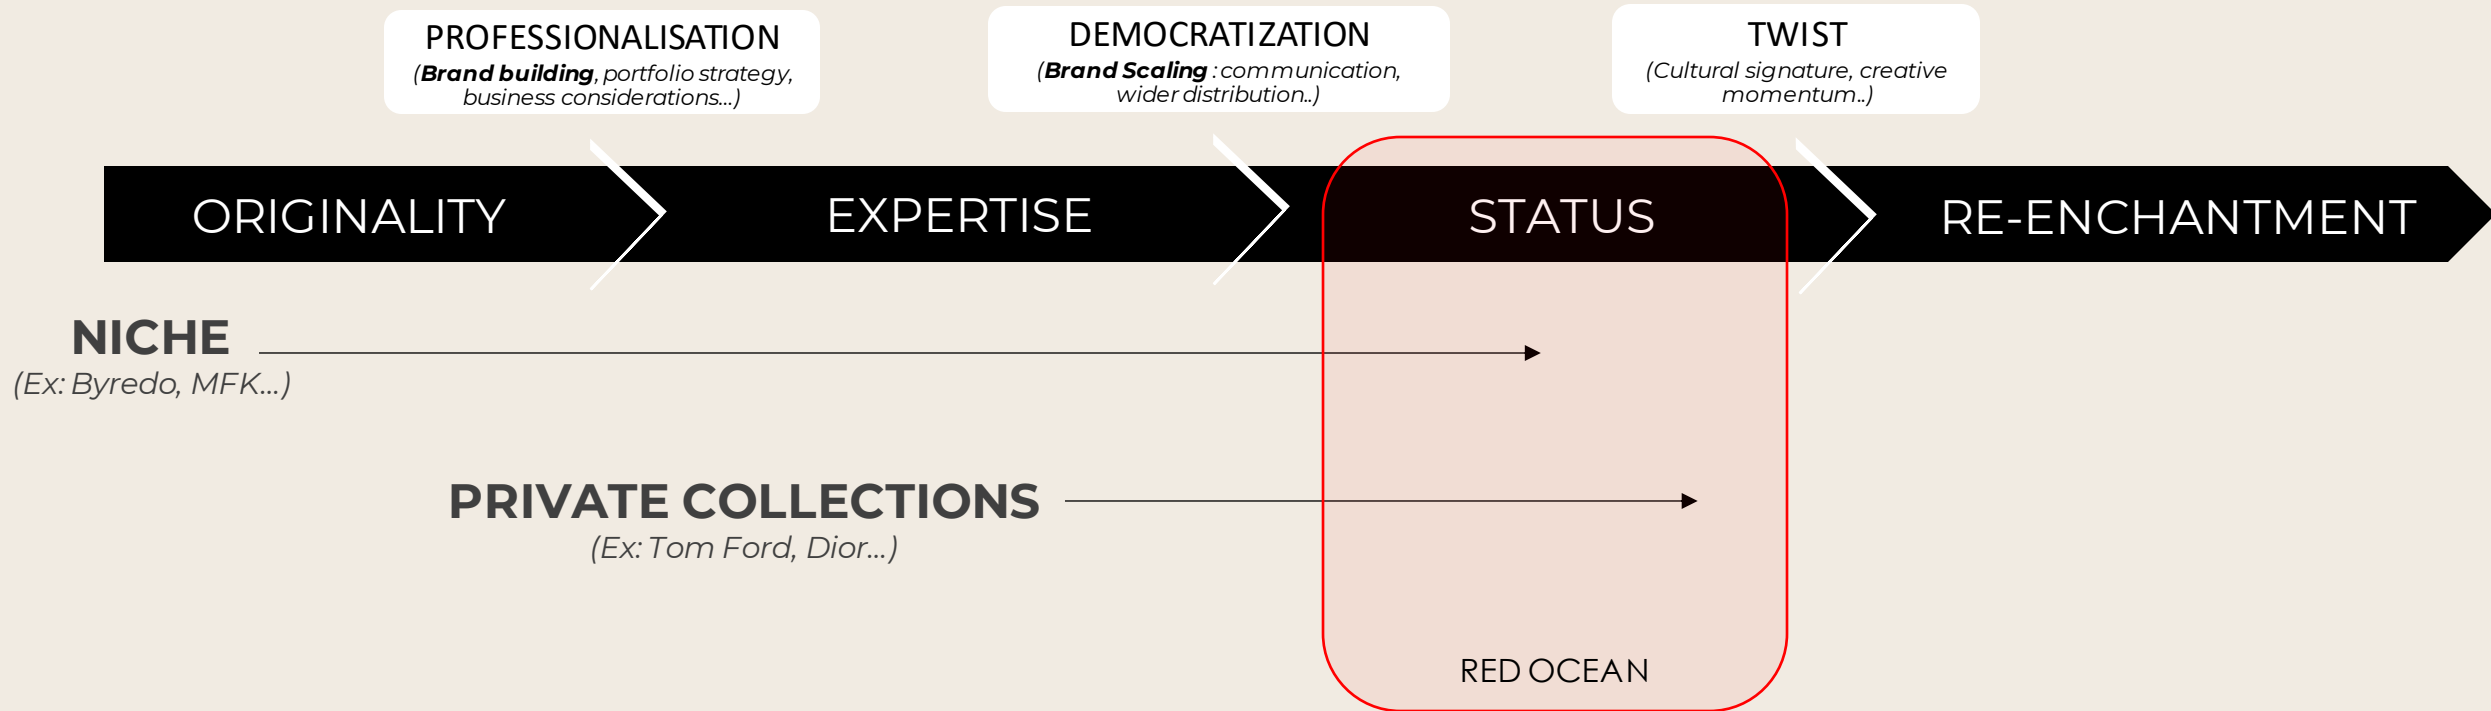 PROFESSIONALISATION
(Brand building, portfolio strategy,
business considerations...)
DEMOCRATIZATION
(Brand Scaling : communication,
wider distribution..)
TWIST
(Cultural signature, creative
momentum..)
ORIGINALITY
EXPERTISE
STATUS
RE-ENCHANTMENT
NICHE
(Ex: Byredo, MFK...)
PRIVATE COLLECTIONS
(Ex: Tom Ford, Dior...)
RED OCEAN